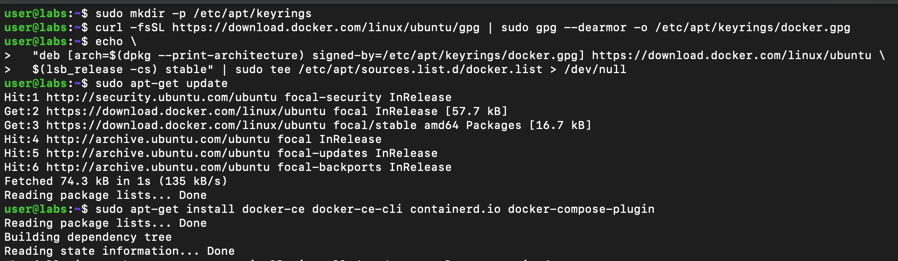 user@labs:~$ sudo mkdir -p /etc/apt/keyrings
user@labs:~$ curl -fsSL https://download.docker.com/linux/ubuntu/gpg | sudo gpg --dearmor -o /etc/apt/keyrings/docker.gpg
user@labs:~$ echo \
>   "deb [arch=$(dpkg --print-architecture) signed-by=/etc/apt/keyrings/docker.gpg] https://download.docker.com/linux/ubuntu \
>   $(lsb_release -cs) stable" | sudo tee /etc/apt/sources.list.d/docker.list > /dev/null
user@labs:~$ sudo apt-get update
Hit:1 http://security.ubuntu.com/ubuntu focal-security InRelease
Get:2 https://download.docker.com/linux/ubuntu focal InRelease [57.7 kB]
Get:3 https://download.docker.com/linux/ubuntu focal/stable amd64 Packages [16.7 kB]
Hit:4 http://archive.ubuntu.com/ubuntu focal InRelease
Hit:5 http://archive.ubuntu.com/ubuntu focal-updates InRelease
Hit:6 http://archive.ubuntu.com/ubuntu focal-backports InRelease
Fetched 74.3 kB in 1s (135 kB/s)
Reading package lists... Done
user@labs:~$ sudo apt-get install docker-ce docker-ce-cli containerd.io docker-compose-plugin
Reading package lists... Done
Building dependency tree
Reading state information... Done